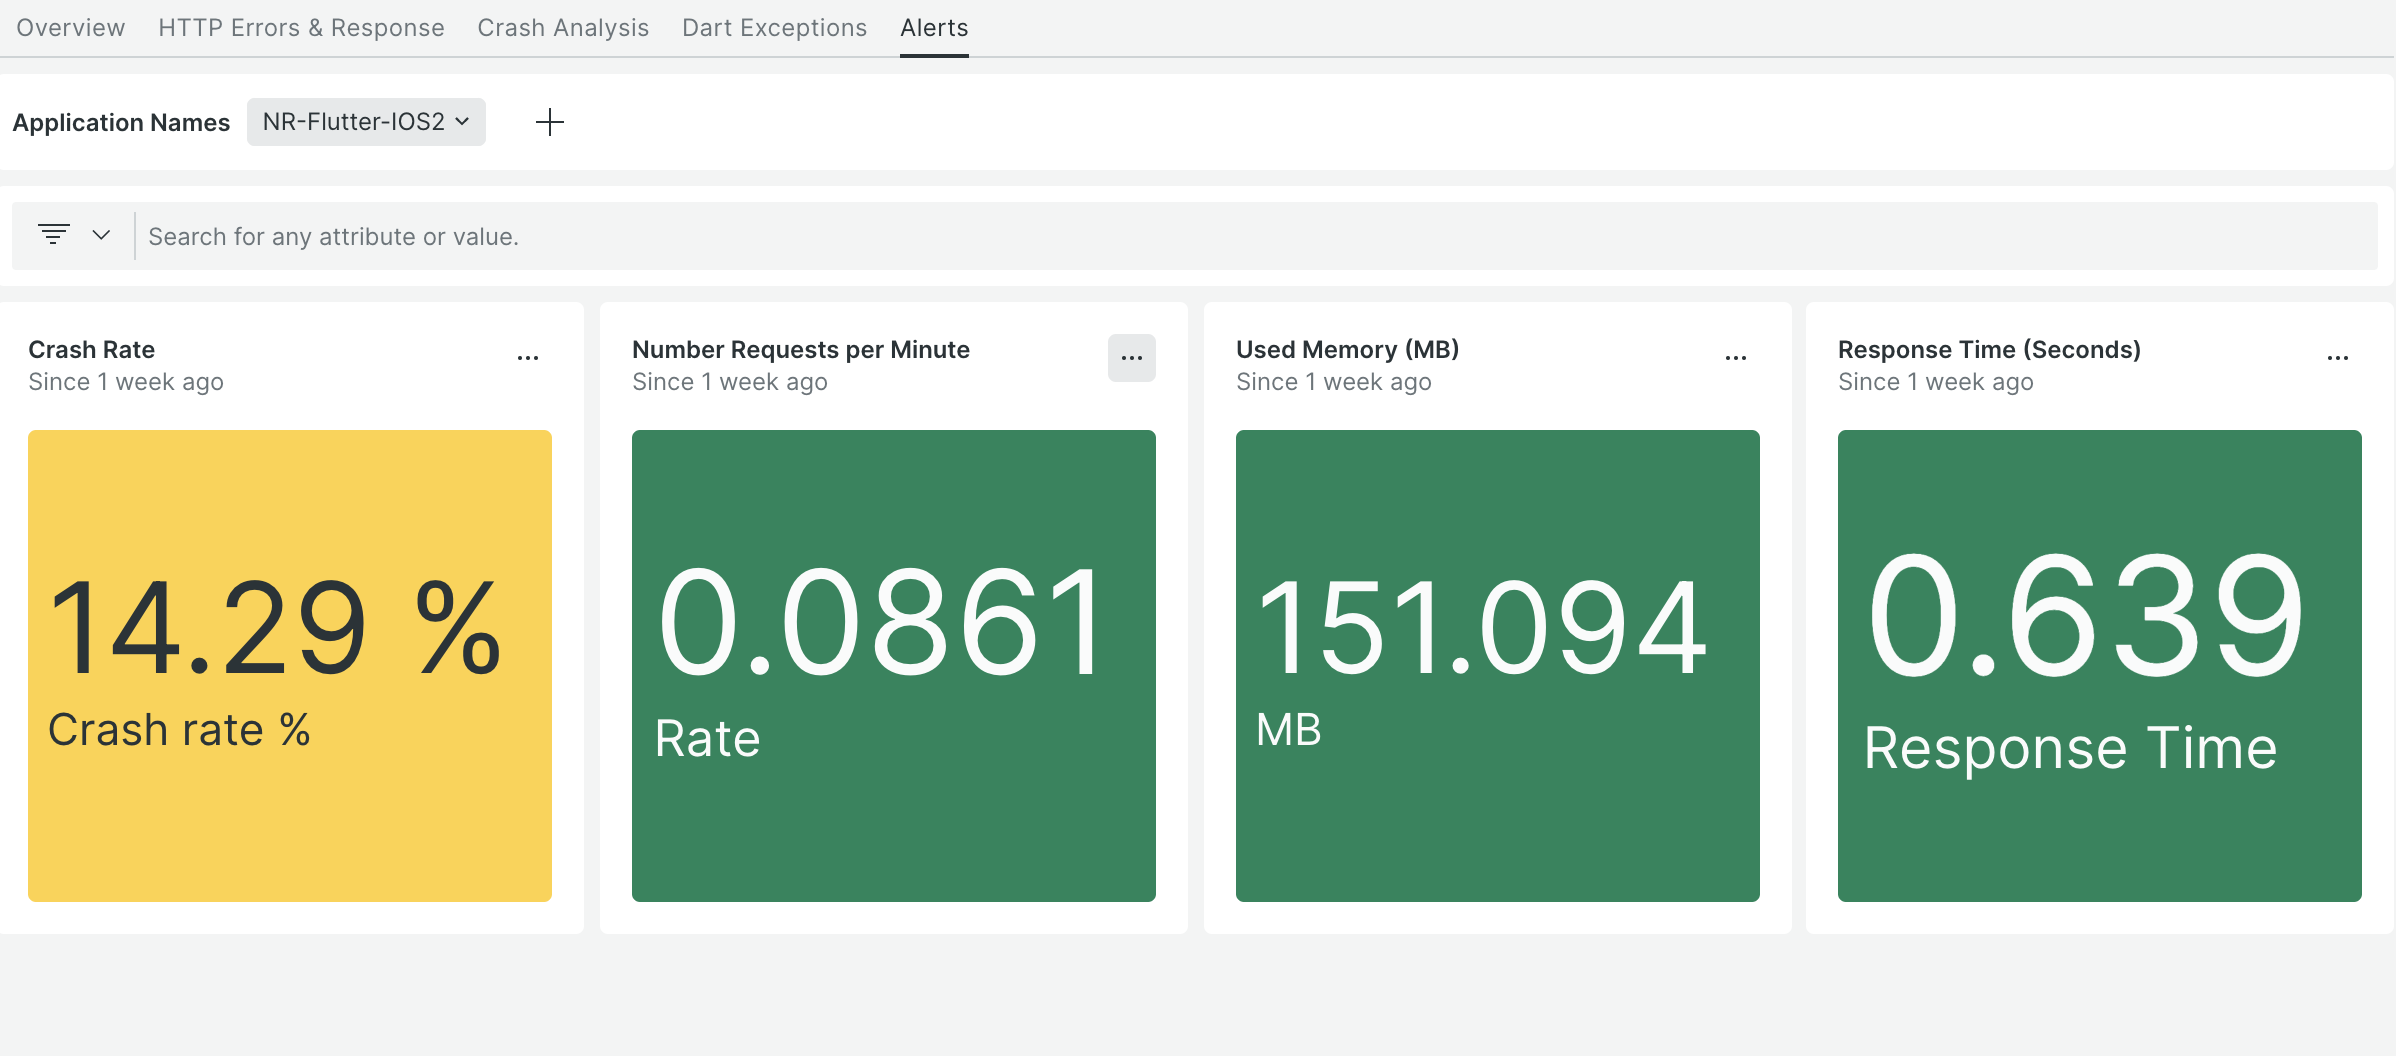 Overview HTTP Errors & Response Crash Analysis Dart Exceptions Alerts
Application Names NR-Flutter-IOS2
Search for any attribute or value.
Crash Rate
Since 1 week ago
14.29 %
Crash rate %
Number Requests per Minute
Since 1 week ago
0.0861
Rate
Used Memory (MB)
Since 1 week ago
151.094
MB
Response Time (Seconds)
Since 1 week ago
0.639
Response Time